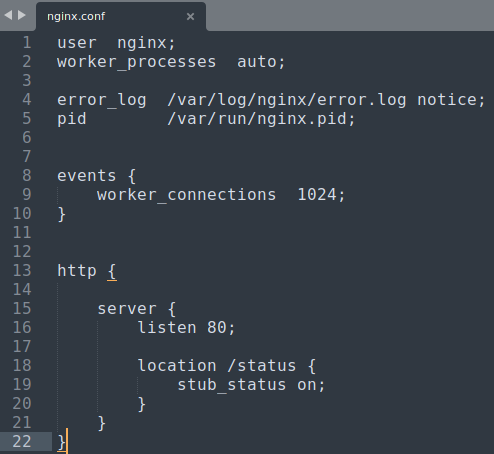 nginx.conf
1 user  nginx;
2 worker_processes  auto;
3
4 error_log  /var/log/nginx/error.log notice;
5 pid        /var/run/nginx.pid;
6
7
8 events {
9     worker_connections  1024;
10 }
11
12
13 http {
14
15     server {
16         listen 80;
17
18         location /status {
19             stub_status on;
20         }
21     }
22 }